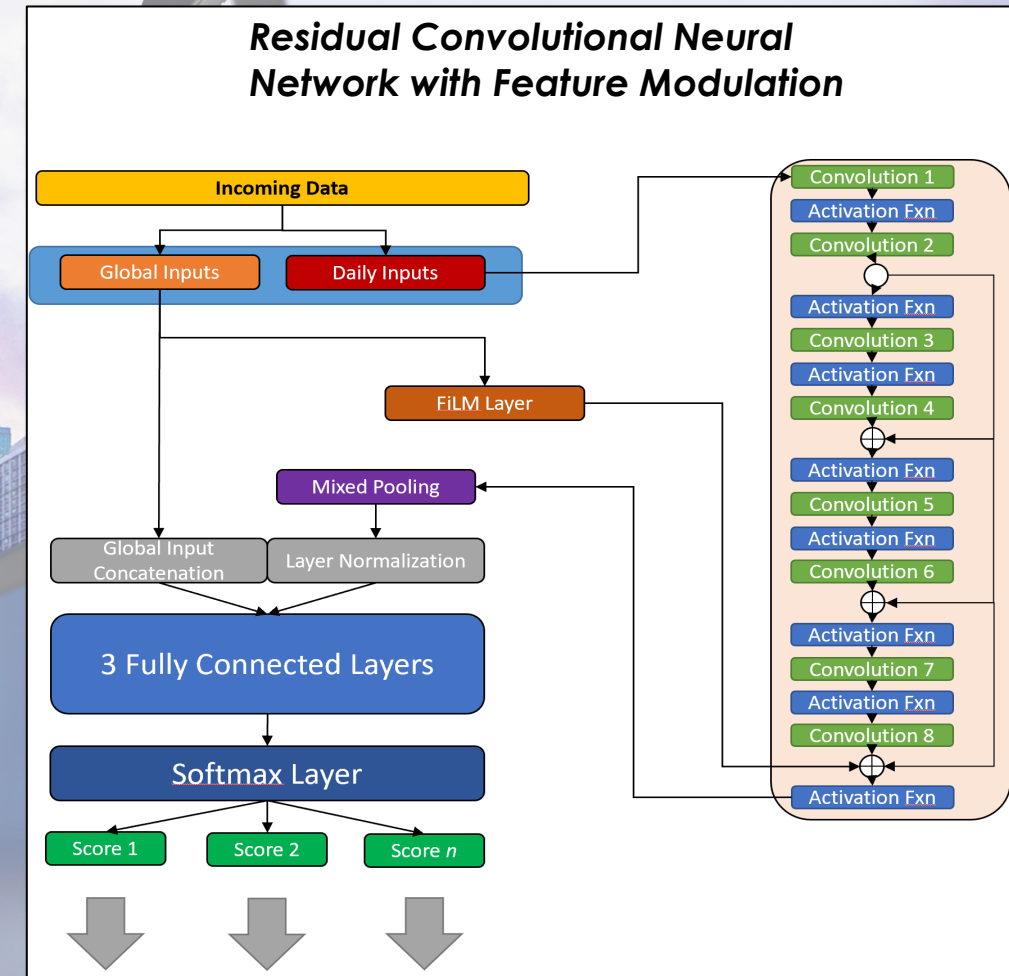 Residual Convolutional Neural
Network with Feature Modulation
Incoming Data
Global Inputs
Daily Inputs
FiLM Layer
Mixed Pooling
Global Input
Concatenation
Layer Normalization
3 Fully Connected Layers
Softmax Layer
Score 1
Score 2
Score n
Convolution 1
Activation Fxn
Convolution 2
Activation Fxn
Convolution 3
Activation Fxn
Convolution 4
Activation Fxn
Convolution 5
Activation Fxn
Convolution 6
Activation Fxn
Convolution 7
Activation Fxn
Convolution 8
Activation Fxn